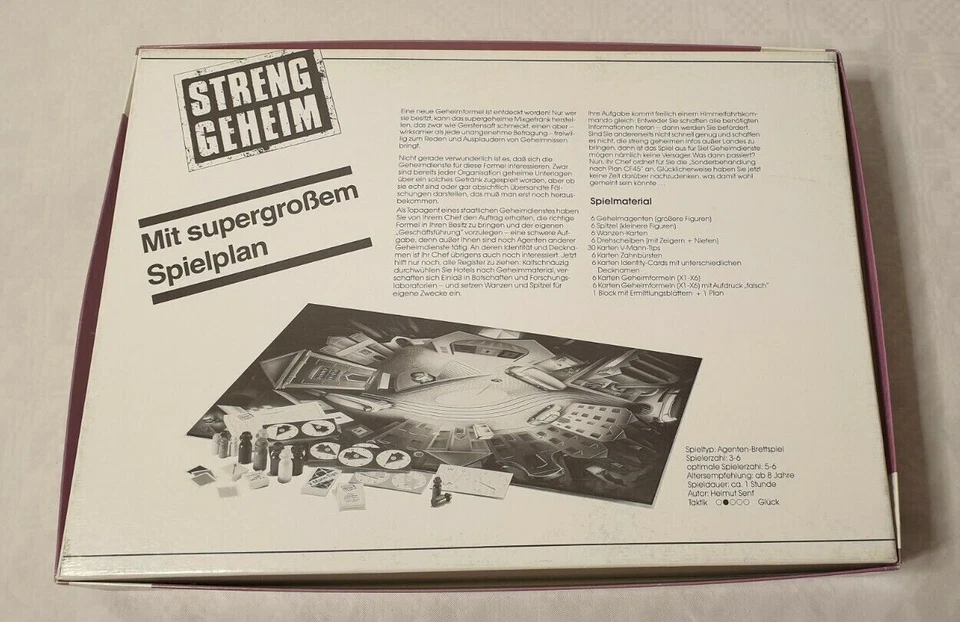 STRENG
GEHEIM
Mit supergroßem
Spielplan
Eine neue Geheimformel ist entdeckt worden! Nur wer
sie besitzt, kann das supergeheime Mixgetränk herstel-
len, das zwar wie Gerstensaft schmeckt, einen aber –
wirksamer als jede unangenehme Befragung – freiwil-
lig zum Reden und Ausplaudern von Geheimnissen
bringt.
Nicht gerade verwunderlich ist es, daß sich die
Geheimdienste für diese Formel interessieren. Zwar
sind bereits jeder Organisation geheime Unterlagen
über ein solches Getränk zugespielt worden, aber ob
sie echt sind oder gar absichtlich übersandte Fäl-
schungen darstellen, das muß man erst noch heraus-
bekommen.
Als Topagent eines staatlichen Geheimdienstes haben
Sie von Ihrem Chef den Auftrag erhalten, die richtige
Formel in Ihren Besitz zu bringen und der eigenen
„Geschäftsführung" vorzulegen – eine schwere Auf-
gabe, denn außer Ihnen sind noch Agenten anderer
Geheimdienste tätig. An deren Identität und Deckna-
men ist Ihr Chef übrigens auch noch interessiert. Jetzt
hilft nur noch, alle Register zu ziehen: Kaltschnäuzig
durchwühlen Sie Hotels nach Geheimmaterial, ver-
schaffen sich Einlaß in Botschaften und Forschungs-
laboratorien – und setzen Wanzen und Spitzel für
eigene Zwecke ein.
Ihre Aufgabe kommt freilich einem Himmelfahrtskom-
mando gleich: Entweder Sie schaffen alle benötigten
Informationen heran – dann werden Sie befördert.
Sind Sie andererseits nicht schnell genug und schaffen
es nicht, die streng geheimen Infos außer Landes zu
bringen, dann ist das Spiel aus für Sie! Geheimdienste
mögen nämlich keine Versager. Was dann passiert?
Nun, Ihr Chef ordnet für Sie die „Sonderbehandlung
nach Plan CF45" an. Glücklicherweise haben Sie jetzt
keine Zeit darüber nachzudenken, was damit wohl
gemeint sein könnte ...
Spielmaterial
6 Geheimagenten (größere Figuren)
6 Spitzel (kleinere Figuren)
6 Wanzen-Karten
6 Drehscheiben (mit Zeigern + Nieten)
30 Karten V-Mann-Tips
6 Karten Zahnbürsten
6 Karten Identity-Cards mit unterschiedlichen
Decknamen
6 Karten Geheimformeln (X1-X6)
6 Karten Geheimformeln (X1-X6) mit Aufdruck „falsch"
1 Block mit Ermittlungsblättern + 1 Plan
Spieltyp: Agenten-Brettspiel
Spielerzahl: 3-6
optimale Spielerzahl: 5-6
Altersempfehlung: ab 8 Jahre
Spieldauer: ca. 1 Stunde
Autor: Helmut Senf
Taktik ○●○○○ Glück